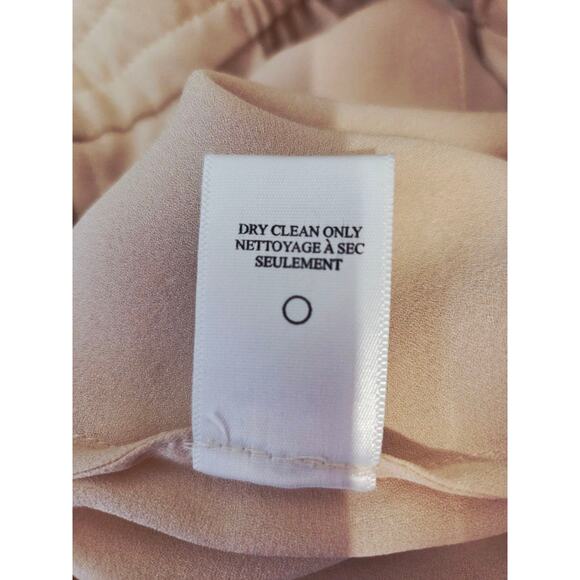 DRY CLEAN ONLY
NETTOYAGE À SEC
SEULEMENT